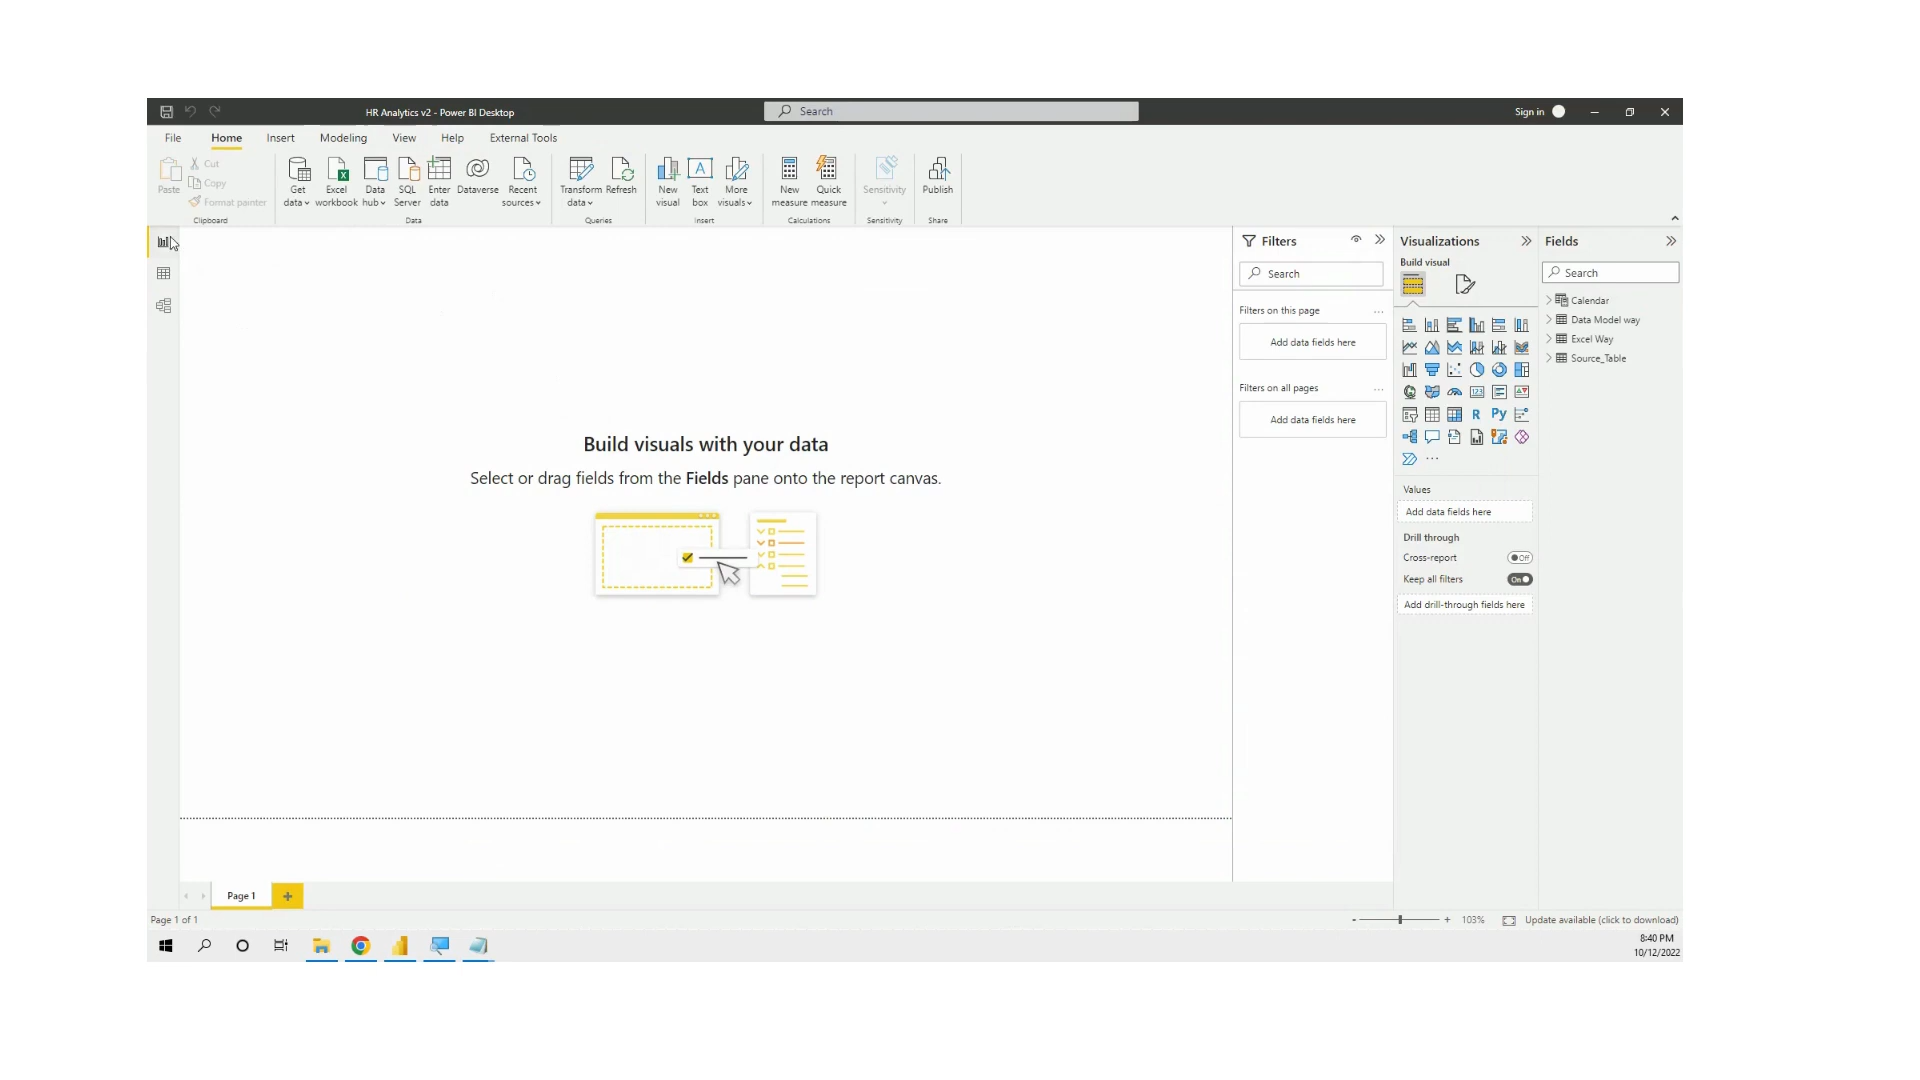 HR Analytics v2 - Power BI Desktop
Search
Sign in
File
Home
Insert
Modeling
View
Help
External Tools
Paste
Cut
Copy
Format painter
Clipboard
Get data
Excel workbook
Data hub
SQL Server
Enter data
Dataverse
Recent sources
Data
Transform data
Refresh
Queries
New visual
Text box
More visuals
Insert
New measure
Quick measure
Calculations
Sensitivity
Sensitivity
Publish
Share
Build visuals with your data
Select or drag fields from the Fields pane onto the report canvas.
Filters
Search
Filters on this page
...
Add data fields here
Filters on all pages
...
Add data fields here
Visualizations
Build visual
123
R
Py
...
Values
Add data fields here
Drill through
Cross-report
Off
Keep all filters
On
Add drill-through fields here
Fields
Search
Calendar
Data Model way
Excel Way
Source_Table
Page 1
+
Page 1 of 1
- + 103%
Update available (click to download)
8:40 PM
10/12/2022